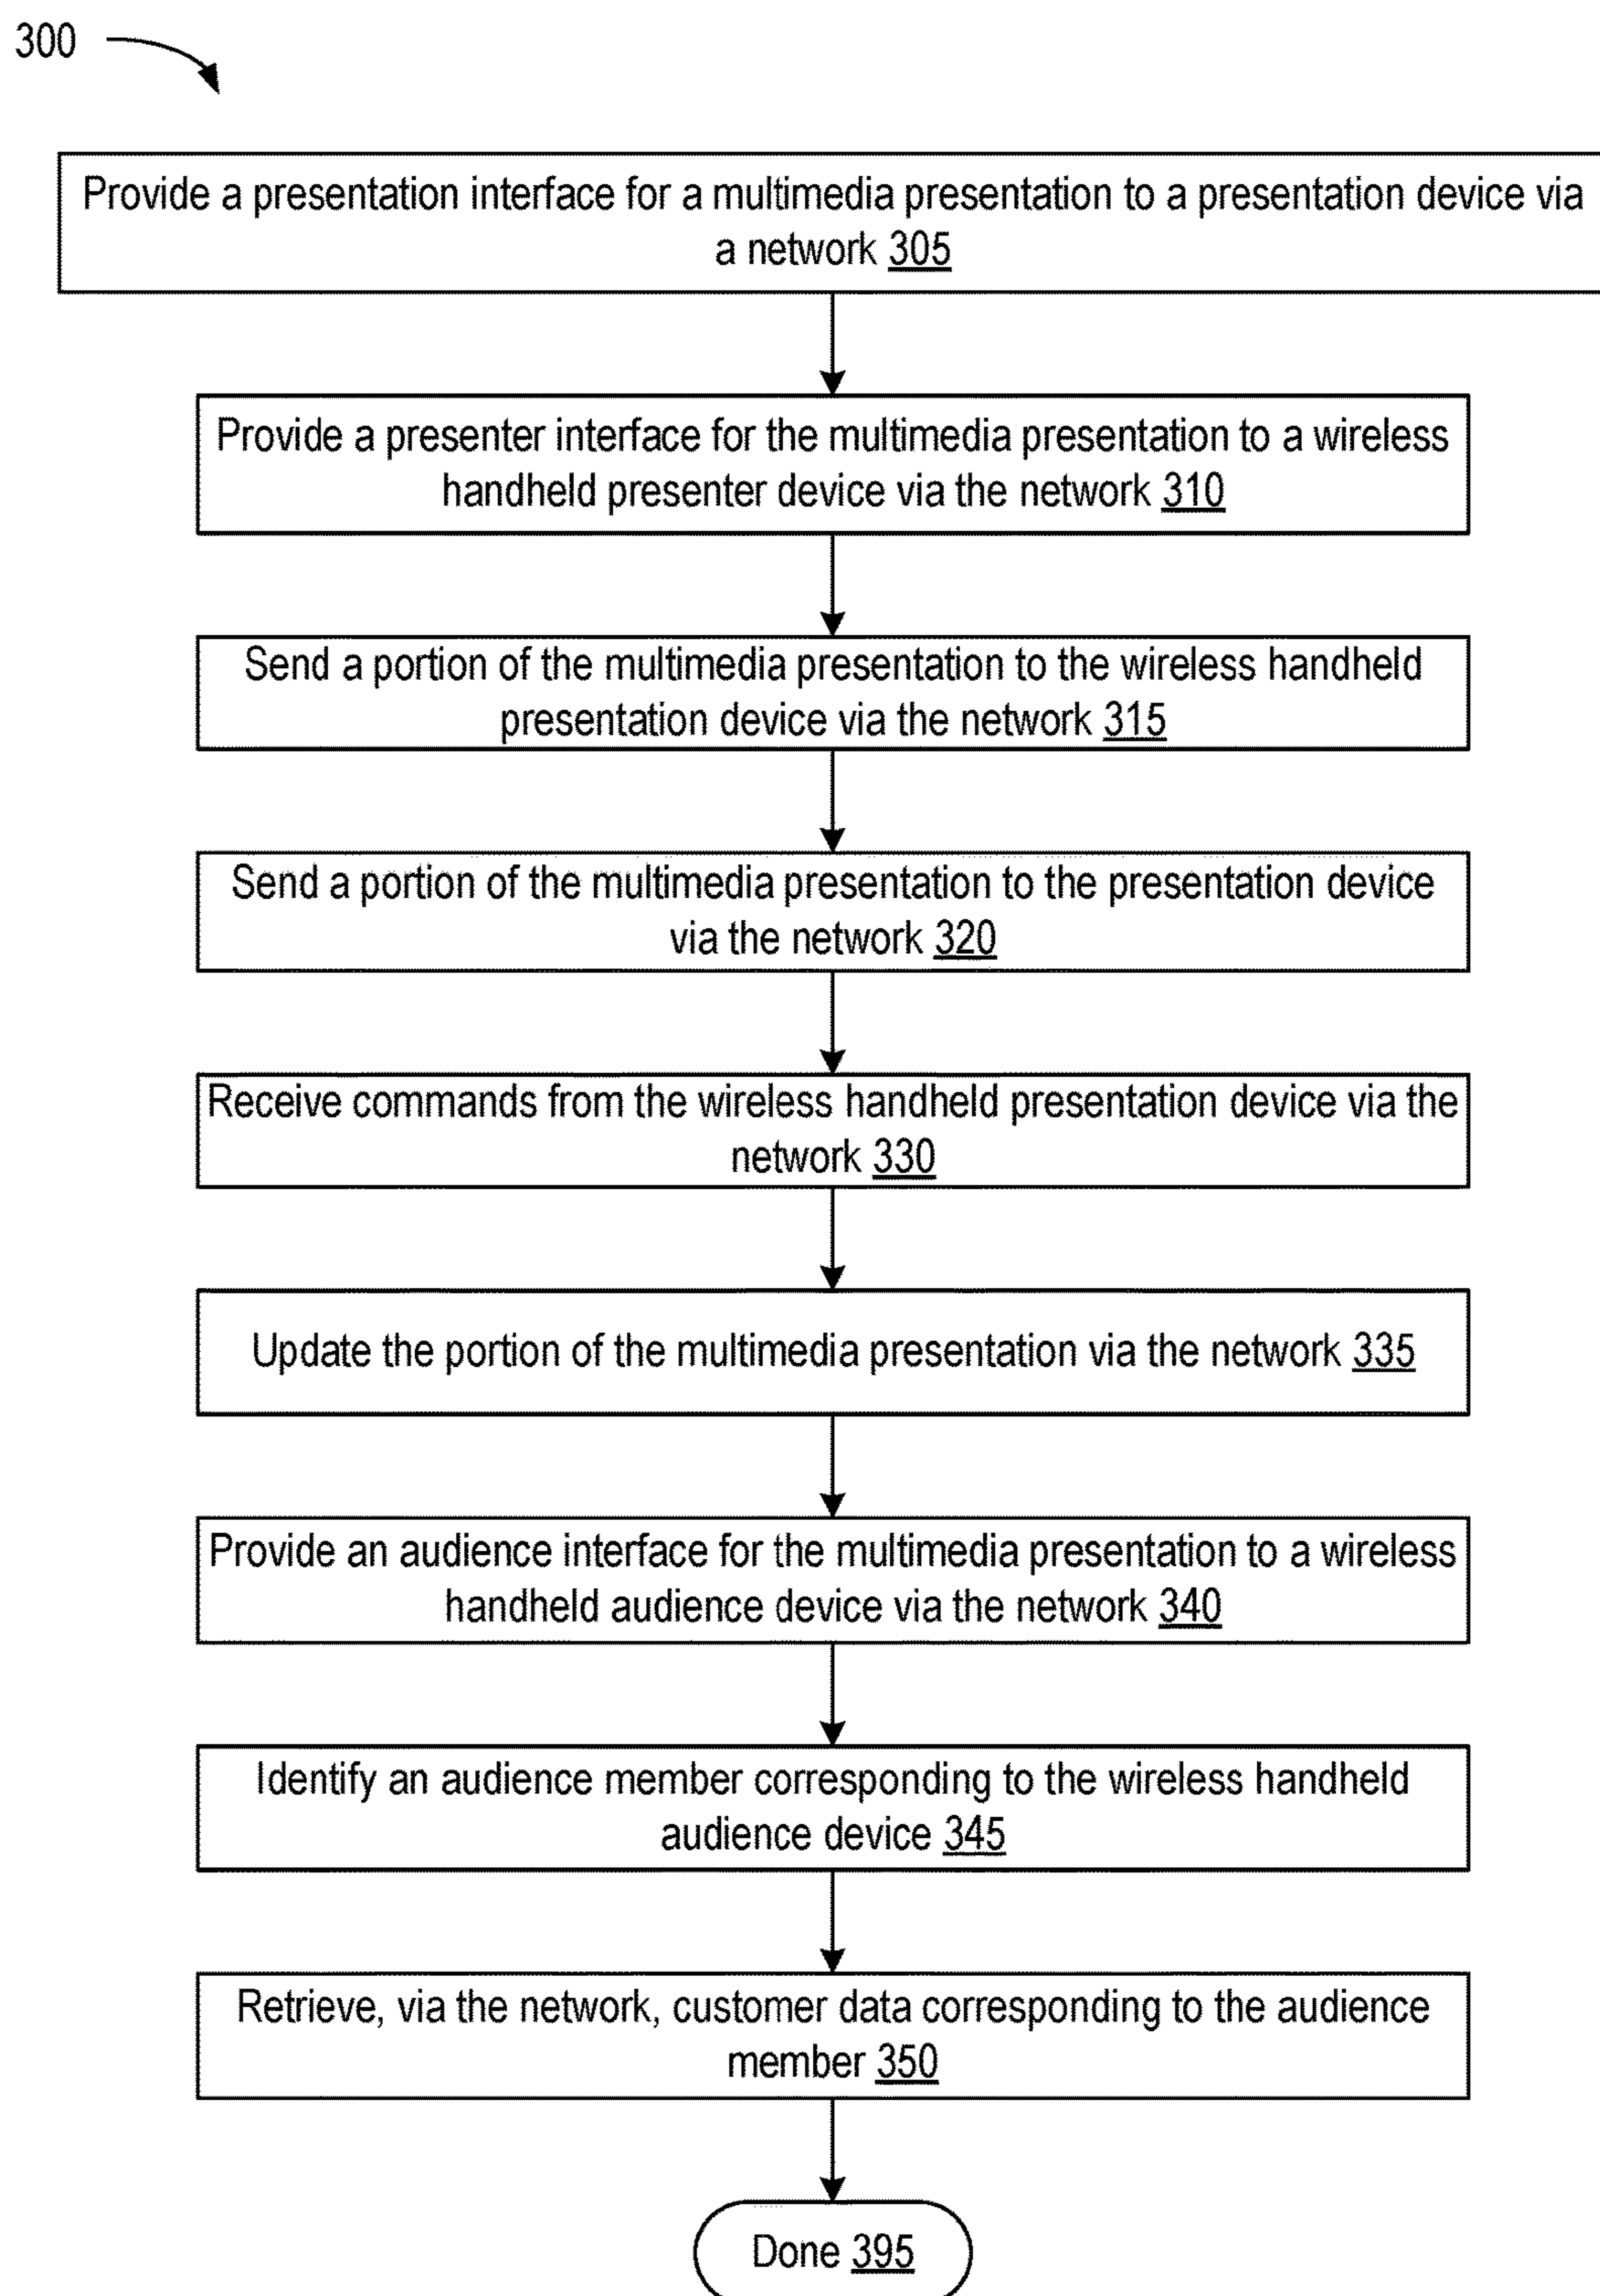 300
Provide a presentation interface for a multimedia presentation to a presentation device via
a network 305
Provide a presenter interface for the multimedia presentation to a wireless
handheld presenter device via the network 310
Send a portion of the multimedia presentation to the wireless handheld
presentation device via the network 315
Send a portion of the multimedia presentation to the presentation device
via the network 320
Receive commands from the wireless handheld presentation device via the
network 330
Update the portion of the multimedia presentation via the network 335
Provide an audience interface for the multimedia presentation to a wireless
handheld audience device via the network 340
Identify an audience member corresponding to the wireless handheld
audience device 345
Retrieve, via the network, customer data corresponding to the audience
member 350
Done 395